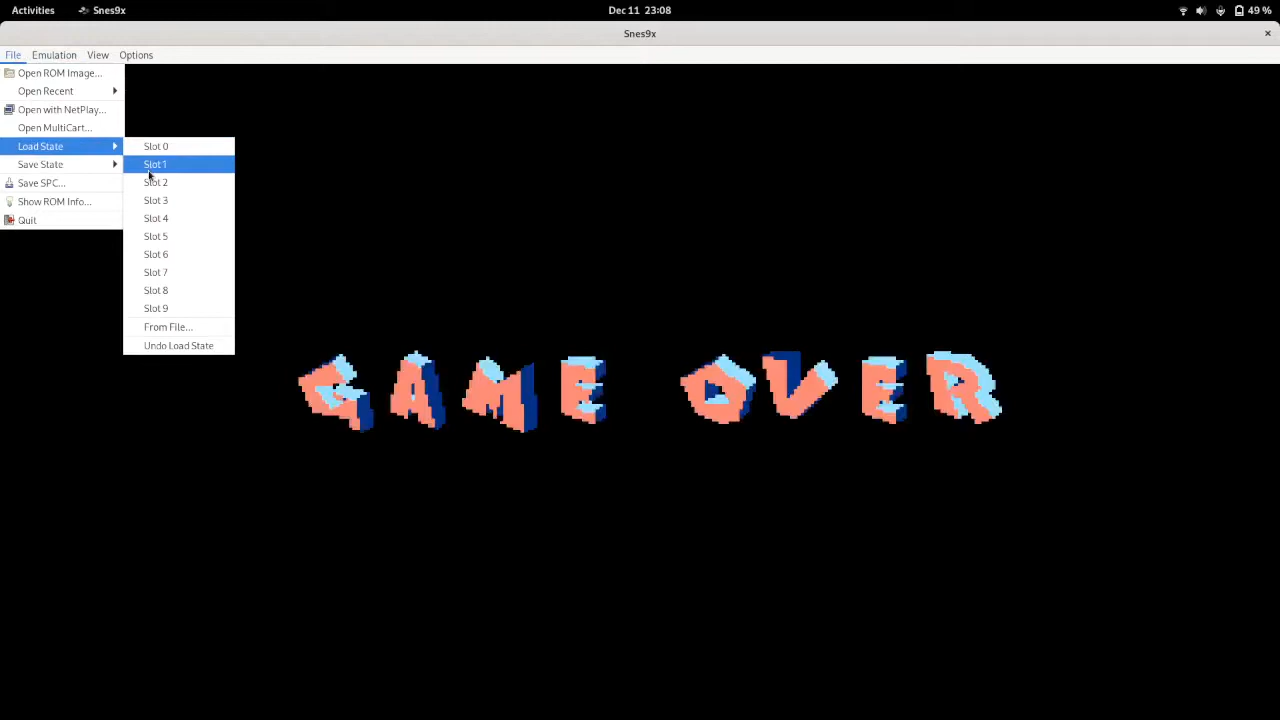 Activities Snes9x Dec 11 23:08 49 %
Snes9x ×
File Emulation View Options
Open ROM Image...
Open Recent
Open with NetPlay...
Open MultiCart...
Load State
Save State
Save SPC...
Show ROM Info...
Quit
Slot 0
Slot 1
Slot 2
Slot 3
Slot 4
Slot 5
Slot 6
Slot 7
Slot 8
Slot 9
From File...
Undo Load State
GAME OVER